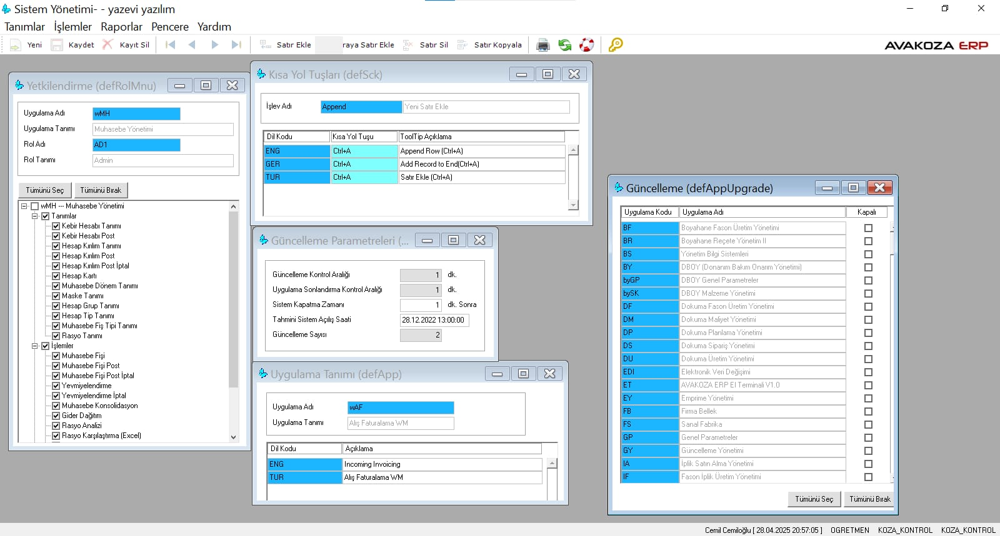 Sistem Yönetimi- - yazevi yazılım
Tanımlar İşlemler Raporlar Pencere Yardım
Yeni Kaydet Kayıt Sil Satır Ekle raya Satır Ekle Satır Sil Satır Kopyala
AVAKOZA ERP
Yetkilendirme (defRolMnu)
Uygulama Adı wMH
Uygulama Tanımı Muhasebe Yönetimi
Rol Adı AD1
Rol Tanımı Admin
Tümünü Seç Tümünü Bırak
wMH --- Muhasebe Yönetimi
Tanımlar
Kebir Hesabı Tanımı
Kebir Hesabı Post
Hesap Kırılım Tanımı
Hesap Kırılım Post
Hesap Kırılım Post İptal
Hesap Kartı
Muhasebe Dönem Tanımı
Maske Tanımı
Hesap Grup Tanımı
Hesap Tip Tanımı
Muhasebe Fiş Tipi Tanımı
Rasyo Tanımı
İşlemler
Muhasebe Fişi
Muhasebe Fişi Post
Muhasebe Fişi Post İptal
Yevmiyelendirme
Yevmiyelendirme İptal
Muhasebe Konsolidasyon
Gider Dağıtım
Rasyo Analizi
Rasyo Karşılaştırma (Excel)
Kısa Yol Tuşları (defSck)
İşlev Adı Append Yeni Satır Ekle
Dil Kodu Kısa Yol Tuşu ToolTip Açıklama
ENG Ctrl+A Append Row (Ctrl+A)
GER Ctrl+A Add Record to End(Ctrl+A)
TUR Ctrl+A Satır Ekle (Ctrl+A)
Güncelleme Parametreleri (...
Güncelleme Kontrol Aralığı 1 dk.
Uygulama Sonlandırma Kontrol Aralığı 1 dk.
Sistem Kapatma Zamanı 1 dk. Sonra
Tahmini Sistem Açılış Saati 28.12.2022 13:00:00
Güncelleme Sayısı 2
Uygulama Tanımı (defApp)
Uygulama Adı wAF
Uygulama Tanımı Alış Faturalama WM
Dil Kodu Açıklama
ENG Incoming Invoicing
TUR Alış Faturalama WM
Güncelleme (defAppUpgrade)
Uygulama Kodu Uygulama Adı Kapalı
BF Boyahane Fason Üretim Yönetimi
BR Boyahane Reçete Yönetim II
BS Yönetim Bilgi Sistemleri
BY DBOY (Donanım Bakım Onarım Yönetimi)
byGP DBOY Genel Parametreler
bySK DBOY Malzeme Yönetimi
DF Dokuma Fason Üretim Yönetimi
DM Dokuma Maliyet Yönetimi
DP Dokuma Planlama Yönetimi
DS Dokuma Sipariş Yönetimi
DU Dokuma Üretim Yönetimi
EDI Elektronik Veri Değişimi
ET AVAKOZA ERP El Terminali V1.0
EY Emprime Yönetimi
FB Firma Bellek
FS Sanal Fabrika
GP Genel Parametreler
GY Güncelleme Yönetimi
IA İplik Satın Alma Yönetimi
IF Fason İplik Üretim Yönetimi
Tümünü Seç Tümünü Bırak
Cemil Cemiloğlu [ 28.04.2025 20:57:05 ] OGRETMEN KOZA_KONTROL KOZA_KONTROL